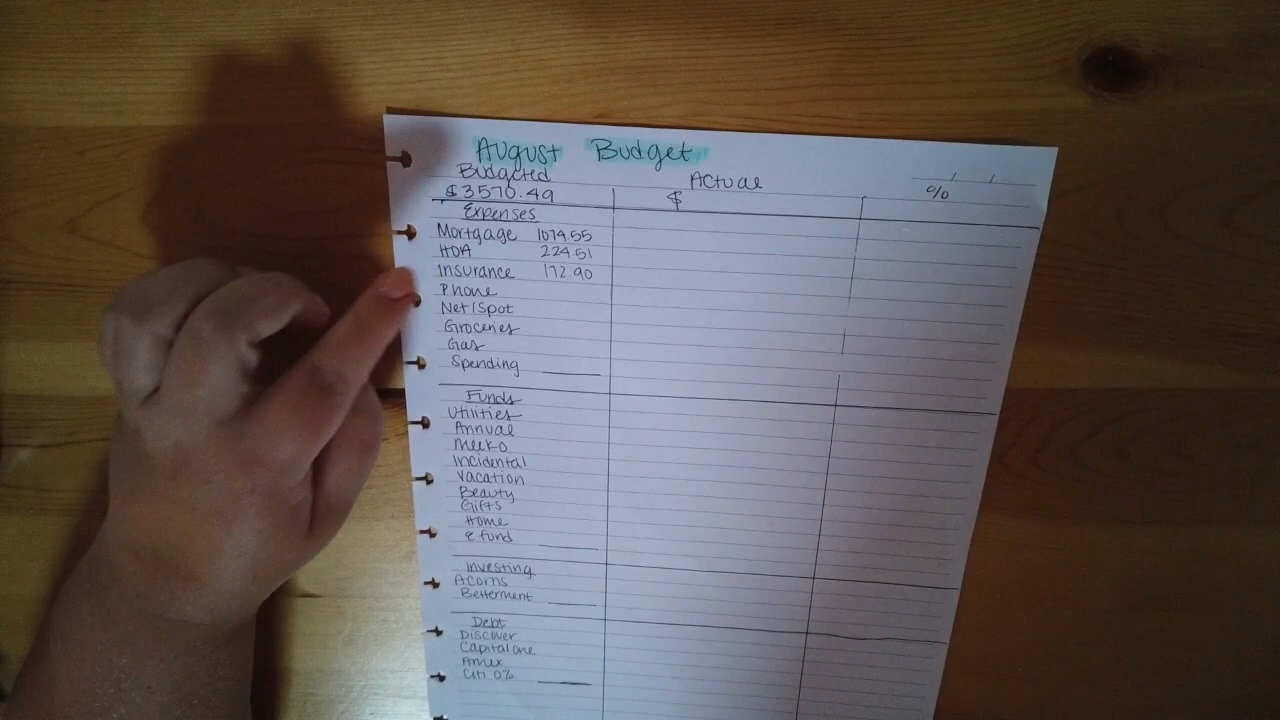 August Budget
Budgeted Actual / /
$3570.49 $ %
Expenses
Mortgage 1074.55
HOA 224.51
Insurance 172.90
Phone
Net/Spot
Groceries
Gas
Spending
Funds
Utilities
Annual
Meeko
Incidental
Vacation
Beauty
Gifts
Home
e fund
Investing
Acorns
Betterment
Debt
Discover
Capital one
Amex
Citi 0%